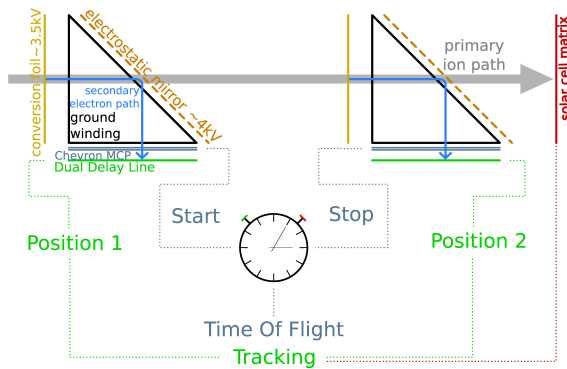 conversion foil~3.5kV
electrostatic mirror ~4kV
primary
ion path
solar cell matrix
secondary
electron path
ground
winding
Chevron MCP
Dual Delay Line
Start
Stop
Position 1
Position 2
Time Of Flight
Tracking